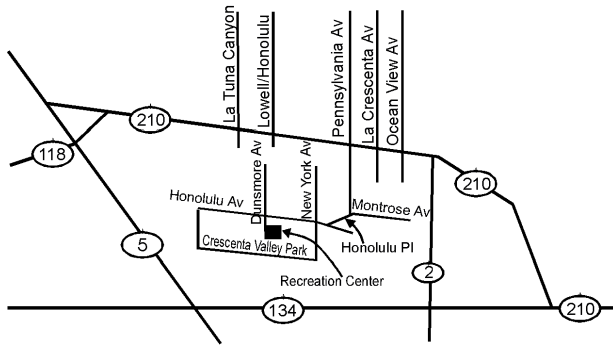 La Tuna Canyon
Lowell/Honolulu
Pennsylvania Av
La Crescenta Av
Ocean View Av
210
118
Dunsmore Av
New York Av
210
Honolulu Av
Montrose Av
5
Crescenta Valley Park
Honolulu Pl
2
Recreation Center
134
210